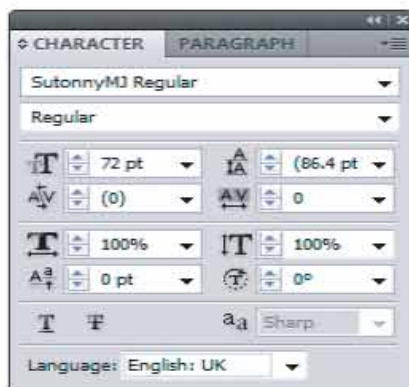 CHARACTER PARAGRAPH
SutonnyMJ Regular
Regular
72 pt (86.4 pt
(0) 0
100% 100%
0 pt 0°
T T aa Sharp
Language: English: UK